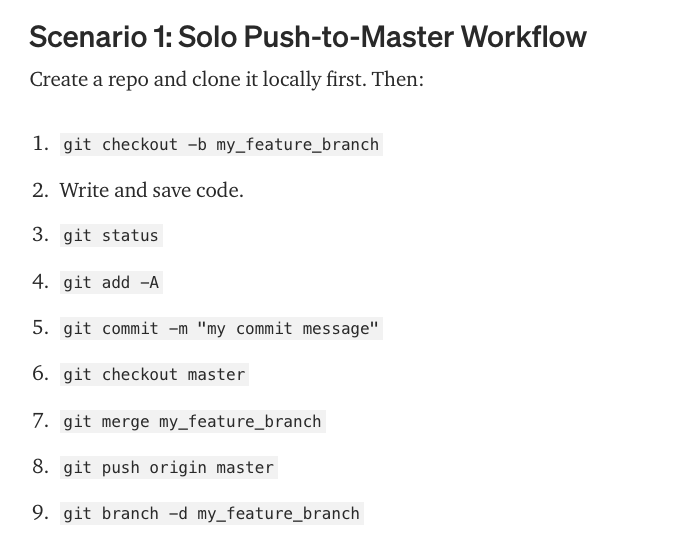 Scenario 1: Solo Push-to-Master Workflow
Create a repo and clone it locally first. Then:
1. git checkout -b my_feature_branch
2. Write and save code.
3. git status
4. git add -A
5. git commit -m "my commit message"
6. git checkout master
7. git merge my_feature_branch
8. git push origin master
9. git branch -d my_feature_branch